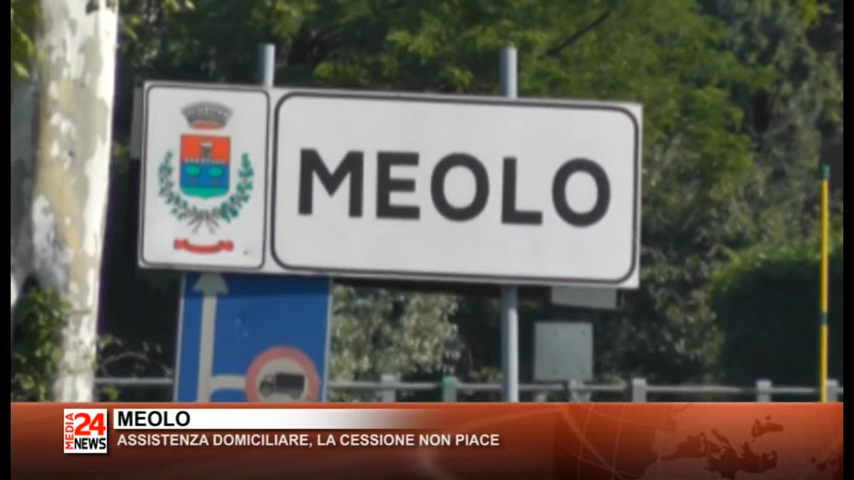 MEOLO
MEDIA 24 NEWS
MEOLO
ASSISTENZA DOMICILIARE, LA CESSIONE NON PIACE